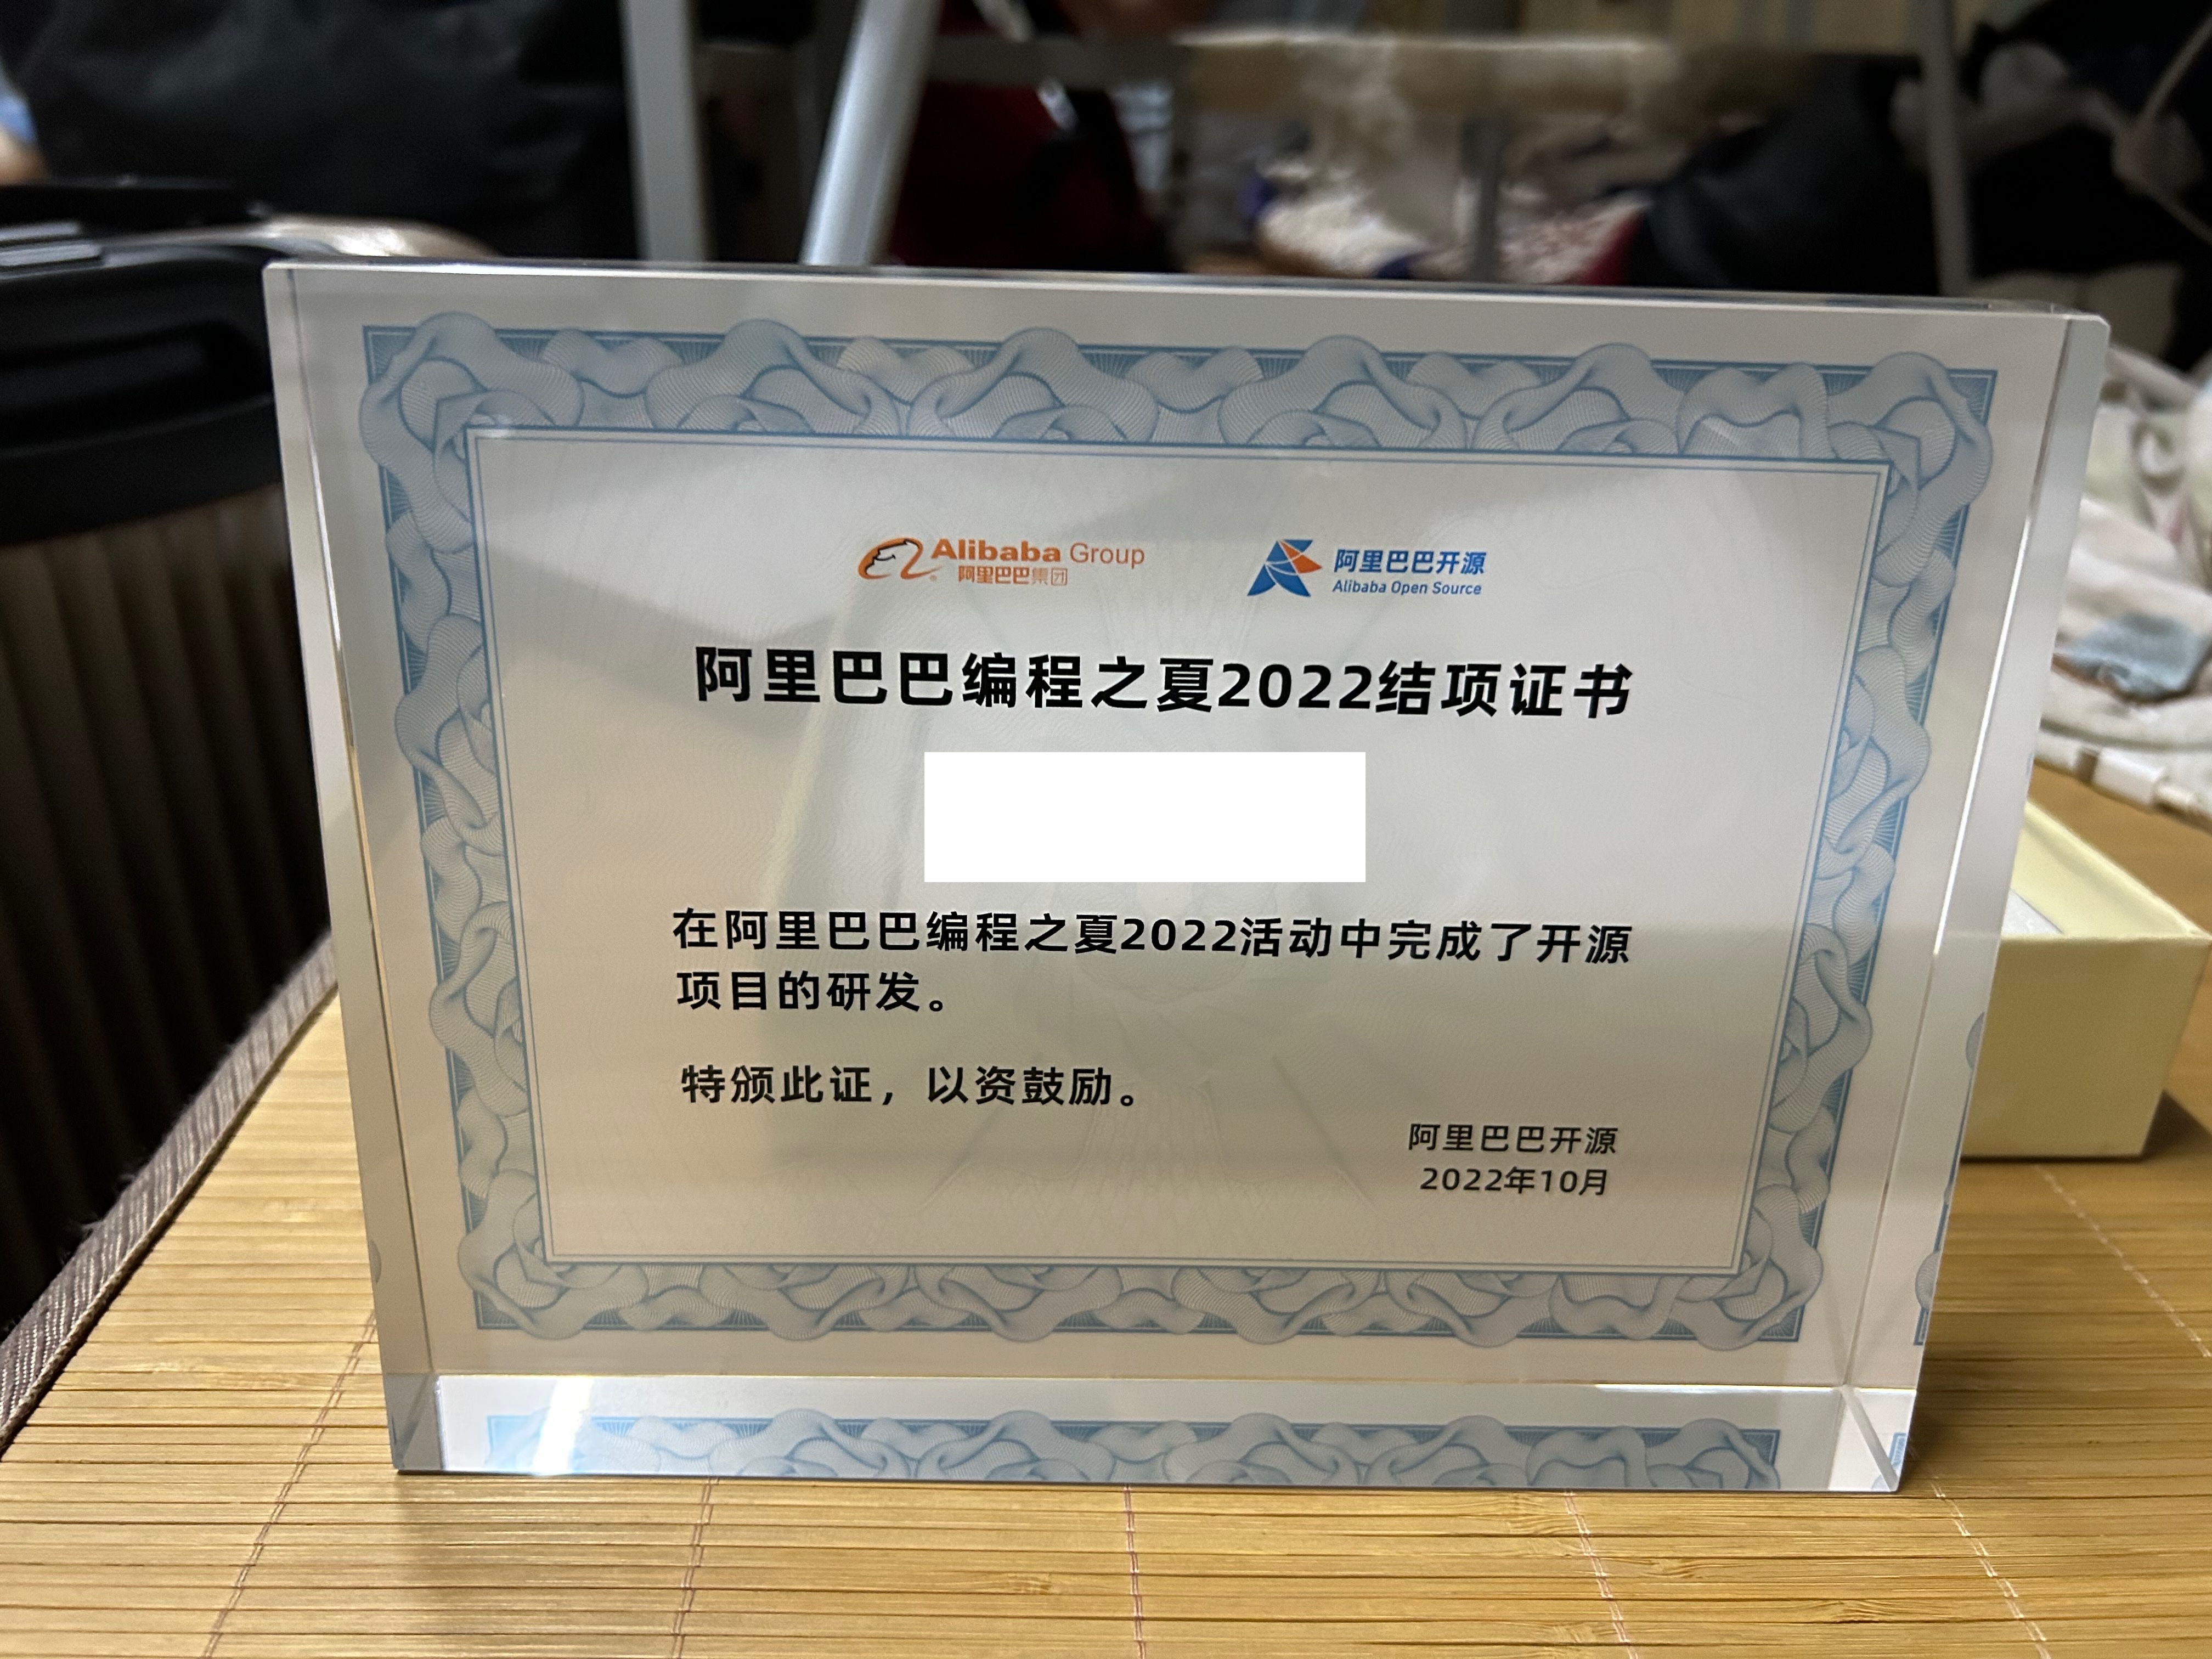 Alibaba Group
阿里巴巴集团
阿里巴巴开源
Alibaba Open Source
阿里巴巴编程之夏2022结项证书
在阿里巴巴编程之夏2022活动中完成了开源
项目的研发。
特颁此证，以资鼓励。
阿里巴巴开源
2022年10月